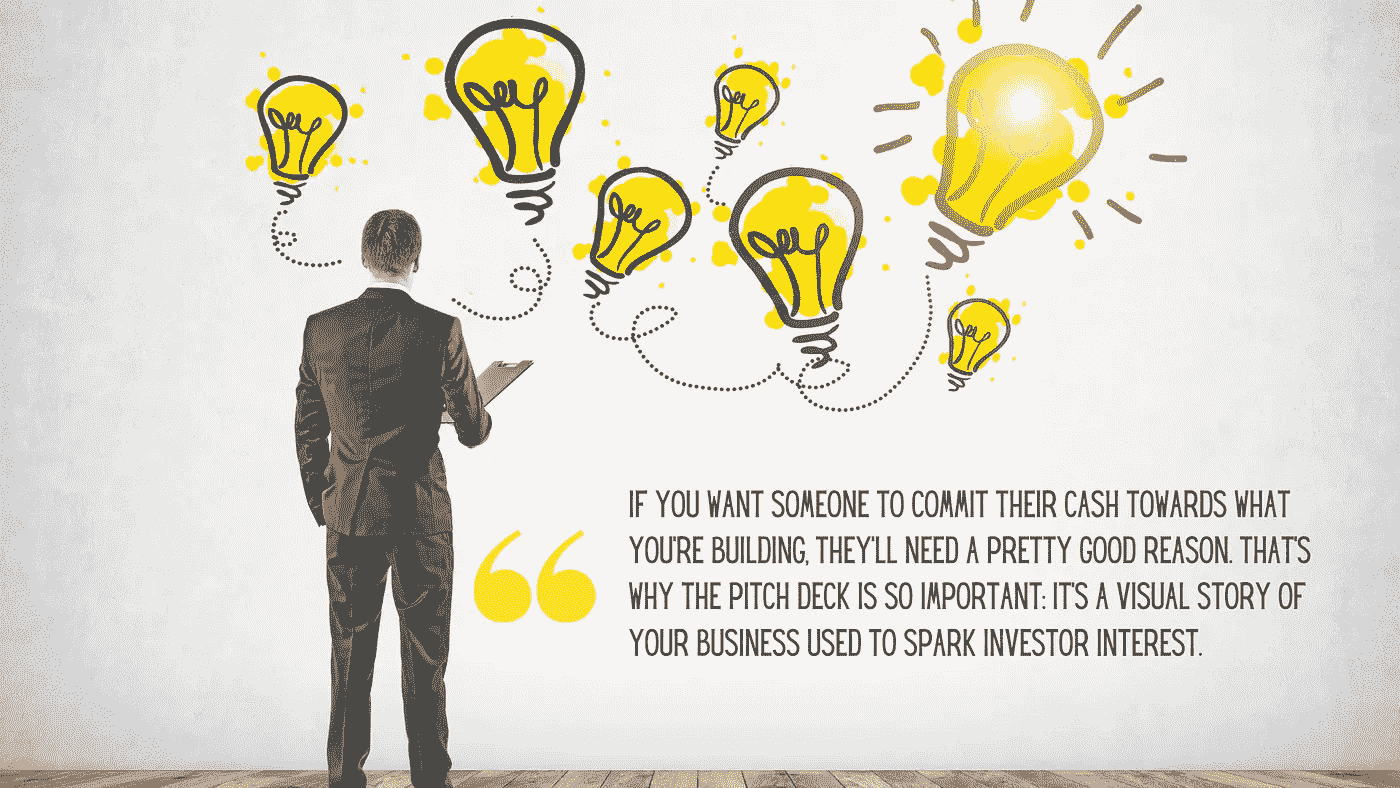 IF YOU WANT SOMEONE TO COMMIT THEIR CASH TOWARDS WHAT
YOU'RE BUILDING, THEY'LL NEED A PRETTY GOOD REASON. THAT'S
WHY THE PITCH DECK IS SO IMPORTANT: IT'S A VISUAL STORY OF
YOUR BUSINESS USED TO SPARK INVESTOR INTEREST.